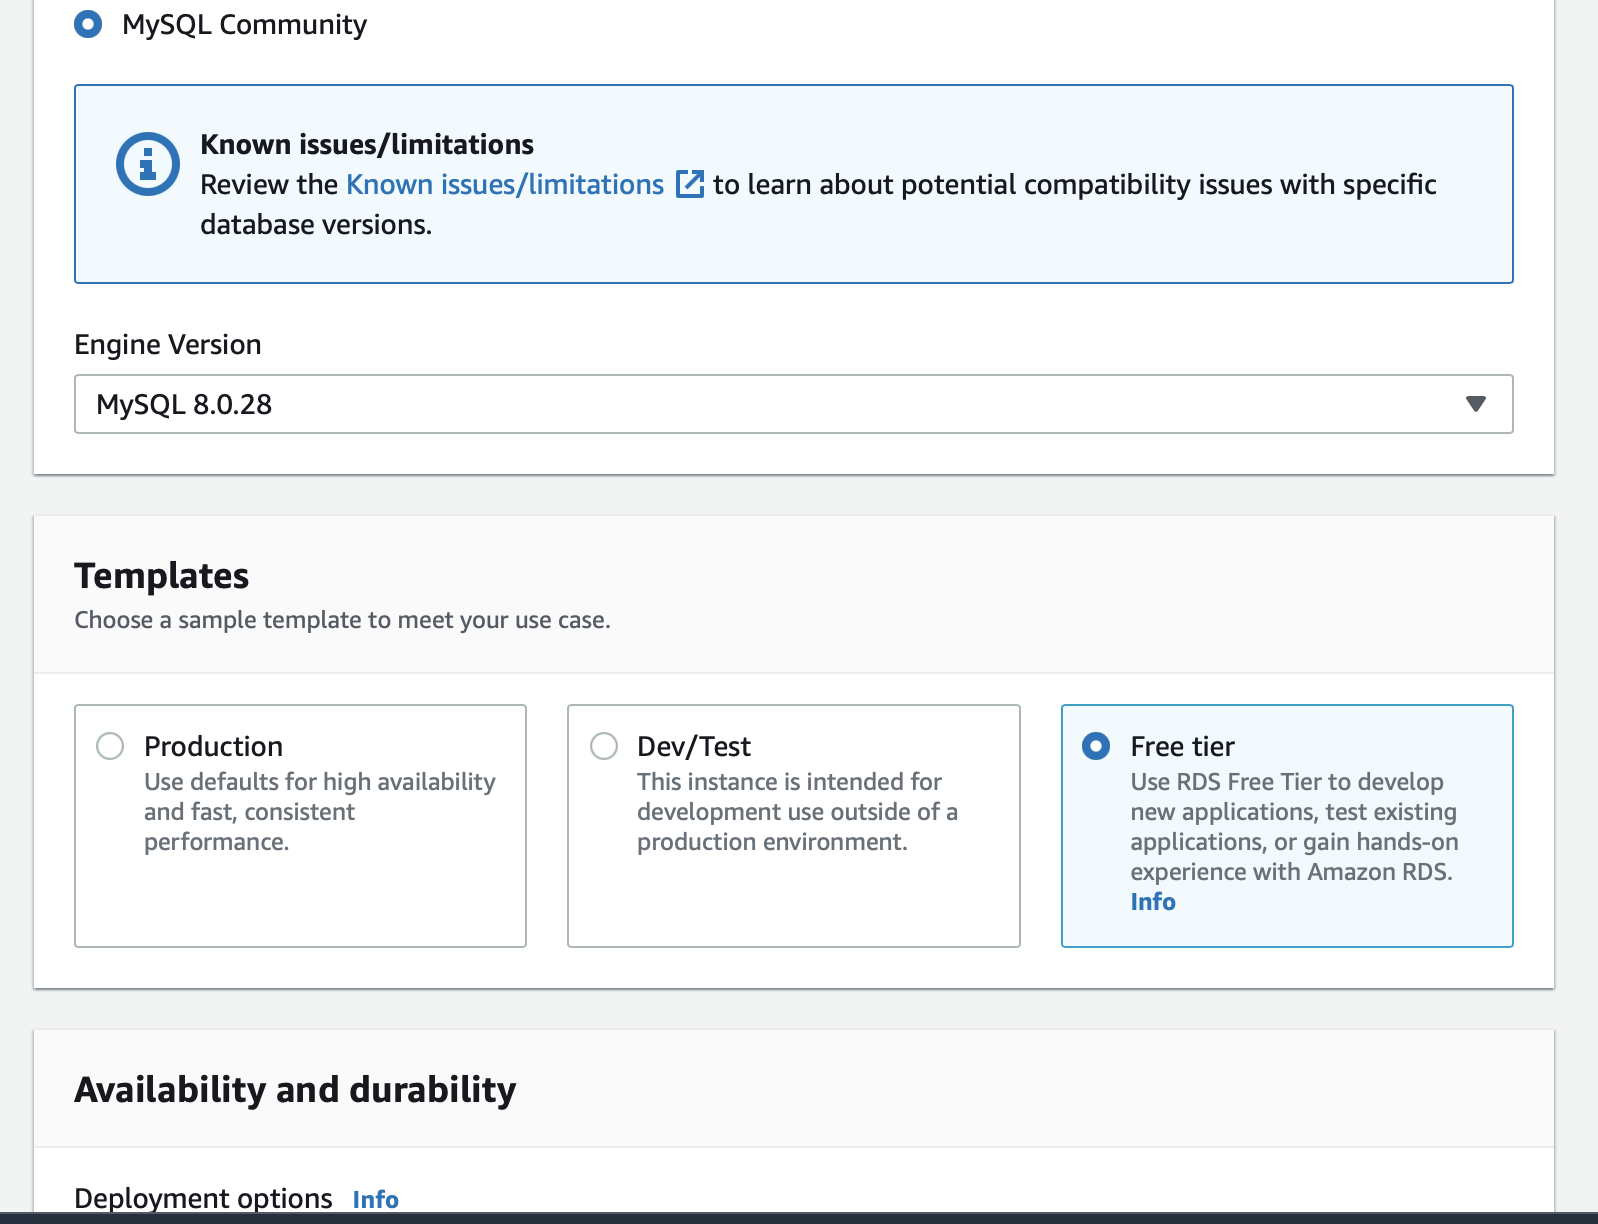 MySQL Community
Known issues/limitations
Review the Known issues/limitations to learn about potential compatibility issues with specific
database versions.
Engine Version
MySQL 8.0.28
Templates
Choose a sample template to meet your use case.
Production
Use defaults for high availability
and fast, consistent
performance.
Dev/Test
This instance is intended for
development use outside of a
production environment.
Free tier
Use RDS Free Tier to develop
new applications, test existing
applications, or gain hands-on
experience with Amazon RDS.
Info
Availability and durability
Deployment options Info